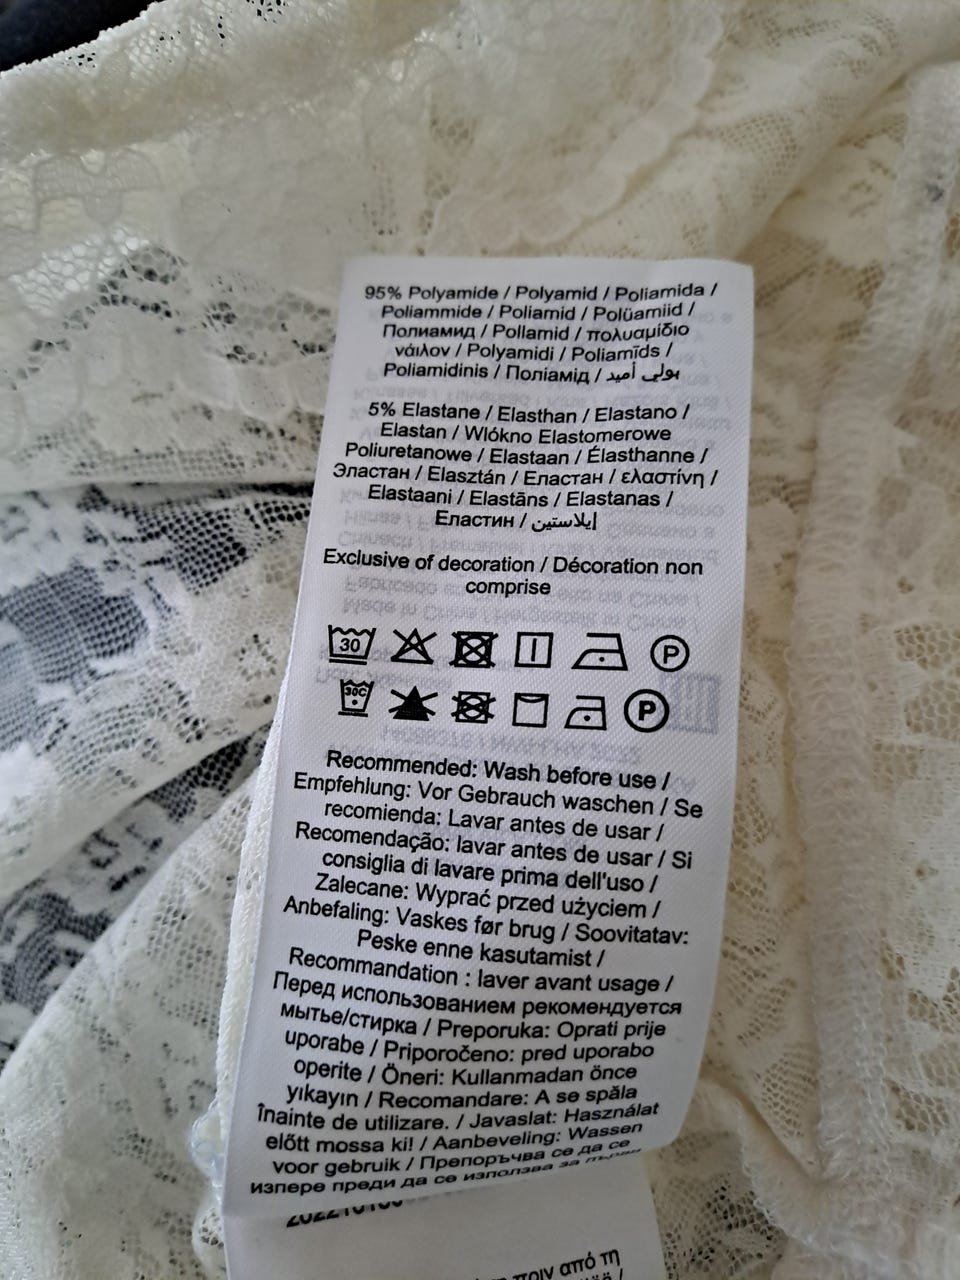 95% Polyamide / Polyamid / Poliamida /
Poliammide / Poliamid / Polüamiid /
Полиамид / Pollamid / πολυαμίδιο
νάιλον / Polyamidi / Poliamīds /
Poliamidinis / Поліамід / بولي أميد
5% Elastane / Elasthan / Elastano /
Elastan / Wlókno Elastomerowe
Poliuretanowe / Elastaan / Élasthanne /
Эластан / Elasztán / Еластан / ελαστίνη /
Elastaani / Elastāns / Elastanas /
Еластин / إيلاستين
Exclusive of decoration / Décoration non
comprise
30 P
30C P
Recommended: Wash before use /
Empfehlung: Vor Gebrauch waschen / Se
recomienda: Lavar antes de usar /
Recomendação: lavar antes de usar / Si
consiglia di lavare prima dell'uso /
Zalecane: Wyprać przed użyciem /
Anbefaling: Vaskes før brug / Soovitatav:
Peske enne kasutamist /
Recommandation : laver avant usage /
Перед использованием рекомендуется
мытье/стирка / Preporuka: Oprati prije
uporabe / Priporočeno: pred uporabo
operite / Öneri: Kullanmadan önce
yıkayın / Recomandare: A se spăla
înainte de utilizare. / Javaslat: Használat
előtt mossa ki! / Aanbeveling: Wassen
voor gebruik / Препоръчва се да се
изпере преди да се използва за
πριν από τη